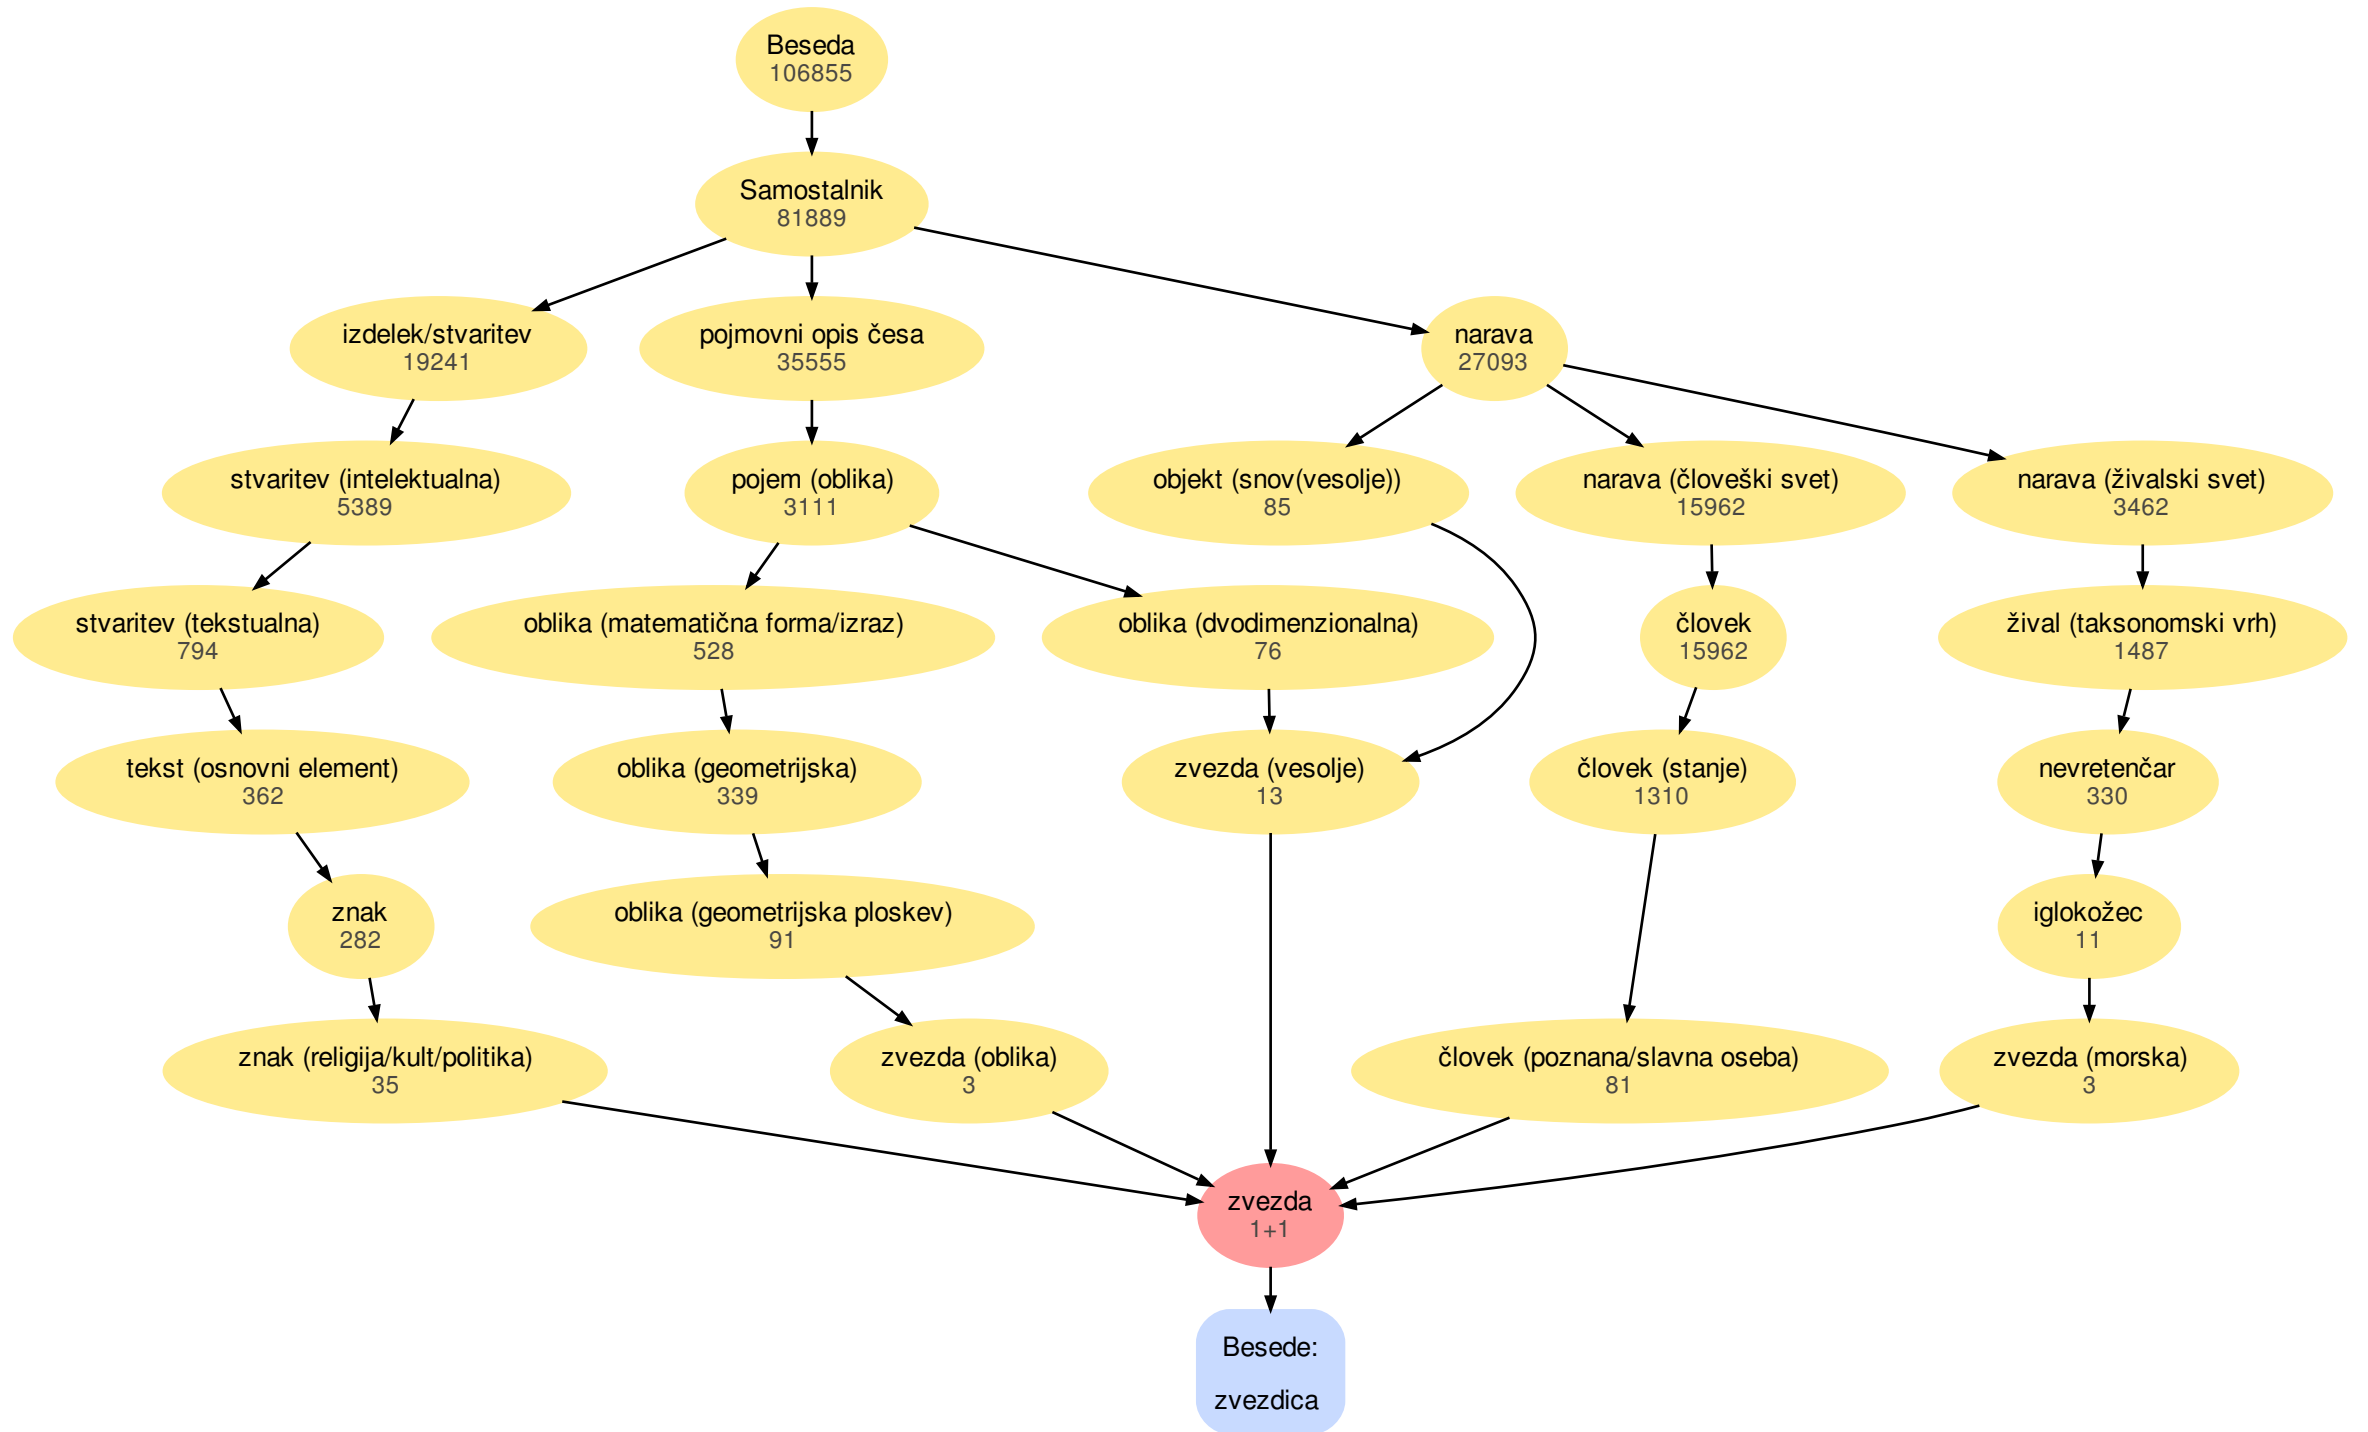 Beseda
106855
Samostalnik
81889
izdelek/stvaritev
19241
pojmovni opis česa
35555
narava
27093
stvaritev (intelektualna)
5389
pojem (oblika)
3111
objekt (snov(vesolje))
85
narava (človeški svet)
15962
narava (živalski svet)
3462
stvaritev (tekstualna)
794
oblika (matematična forma/izraz)
528
oblika (dvodimenzionalna)
76
človek
15962
žival (taksonomski vrh)
1487
tekst (osnovni element)
362
oblika (geometrijska)
339
zvezda (vesolje)
13
človek (stanje)
1310
nevretenčar
330
znak
282
oblika (geometrijska ploskev)
91
iglokožec
11
znak (religija/kult/politika)
35
zvezda (oblika)
3
človek (poznana/slavna oseba)
81
zvezda (morska)
3
zvezda
1+1
Besede:
zvezdica